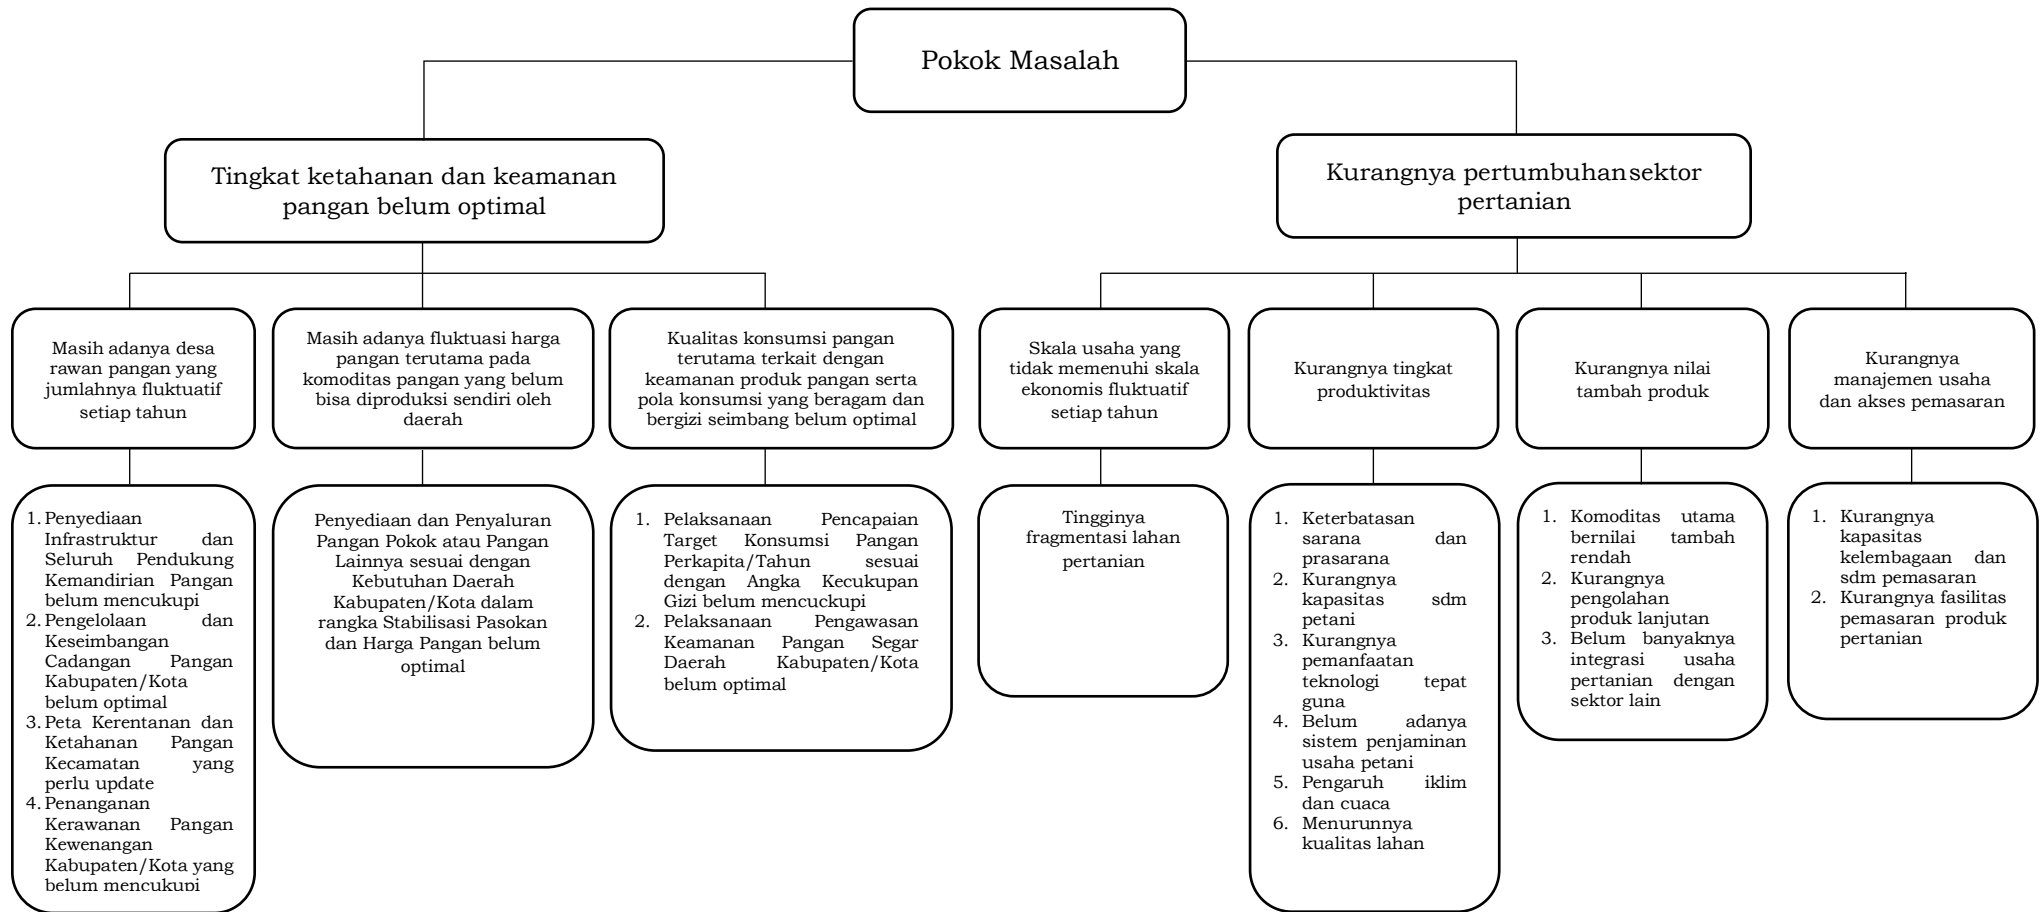 Pokok Masalah
Tingkat ketahanan dan keamanan
pangan belum optimal
Kurangnya pertumbuhan sektor
pertanian
Masih adanya desa
rawan pangan yang
jumlahnya fluktuatif
setiap tahun
Masih adanya fluktuasi harga
pangan terutama pada
komoditas pangan yang belum
bisa diproduksi sendiri oleh
daerah
Kualitas konsumsi pangan
terutama terkait dengan
keamanan produk pangan serta
pola konsumsi yang beragam dan
bergizi seimbang belum optimal
Skala usaha yang
tidak memenuhi skala
ekonomis fluktuatif
setiap tahun
Kurangnya tingkat
produktivitas
Kurangnya nilai
tambah produk
Kurangnya
manajemen usaha
dan akses pemasaran
1. Penyediaan
Infrastruktur dan
Seluruh Pendukung
Kemandirian Pangan
belum mencukupi
2. Pengelolaan dan
Keseimbangan
Cadangan Pangan
Kabupaten/Kota
belum optimal
3. Peta Kerentanan dan
Ketahanan Pangan
Kecamatan yang
perlu update
4. Penanganan
Kerawanan Pangan
Kewenangan
Kabupaten/Kota yang
belum mencukupi
Penyediaan dan Penyaluran
Pangan Pokok atau Pangan
Lainnya sesuai dengan
Kebutuhan Daerah
Kabupaten/Kota dalam
rangka Stabilisasi Pasokan
dan Harga Pangan belum
optimal
1. Pelaksanaan Pencapaian
Target Konsumsi Pangan
Perkapita/Tahun sesuai
dengan Angka Kecukupan
Gizi belum mencuckupi
2. Pelaksanaan Pengawasan
Keamanan Pangan Segar
Daerah Kabupaten/Kota
belum optimal
Tingginya
fragmentasi lahan
pertanian
1. Keterbatasan
sarana dan
prasarana
2. Kurangnya
kapasitas sdm
petani
3. Kurangnya
pemanfaatan
teknologi tepat
guna
4. Belum adanya
sistem penjaminan
usaha petani
5. Pengaruh iklim
dan cuaca
6. Menurunnya
kualitas lahan
1. Komoditas utama
bernilai tambah
rendah
2. Kurangnya
pengolahan
produk lanjutan
3. Belum banyaknya
integrasi usaha
pertanian dengan
sektor lain
1. Kurangnya
kapasitas
kelembagaan dan
sdm pemasaran
2. Kurangnya fasilitas
pemasaran produk
pertanian